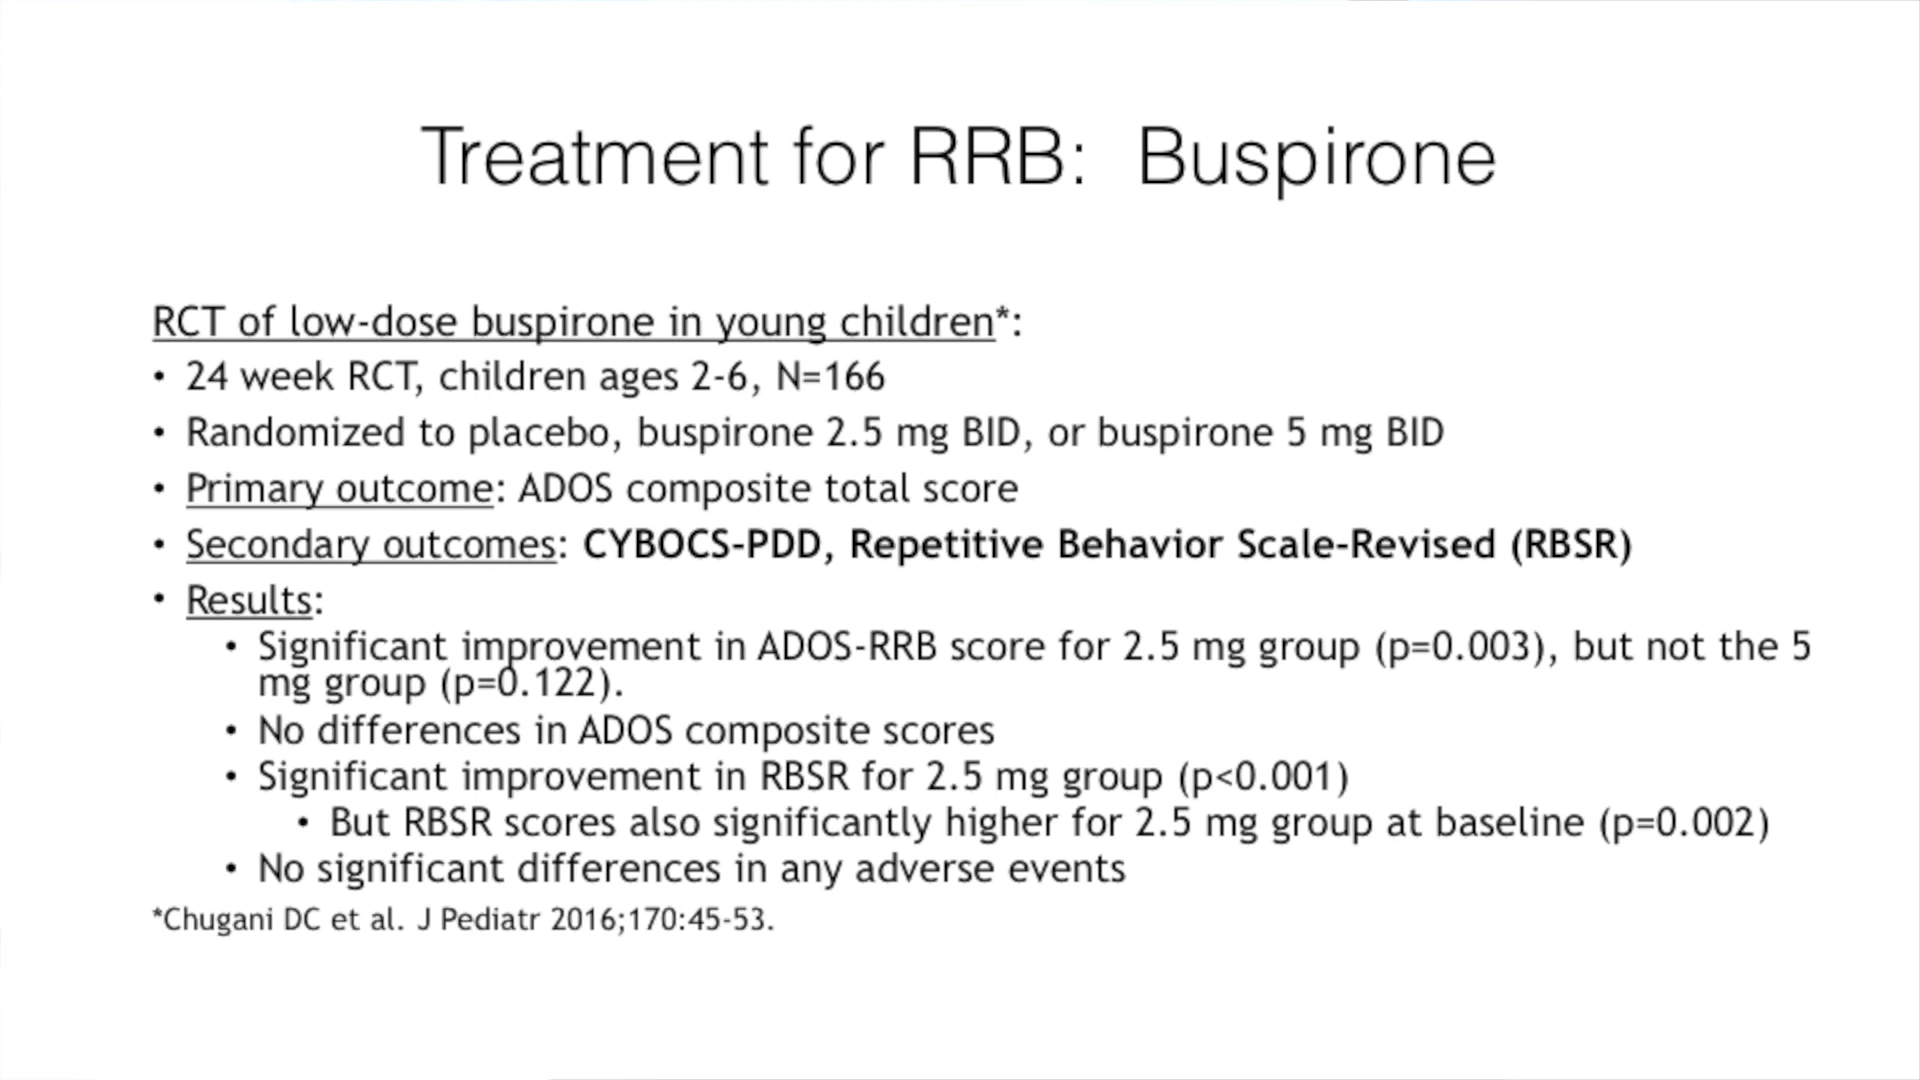 Treatment for RRB: Buspirone
RCT of low-dose buspirone in young children*:
• 24 week RCT, children ages 2-6, N=166
• Randomized to placebo, buspirone 2.5 mg BID, or buspirone 5 mg BID
• Primary outcome: ADOS composite total score
• Secondary outcomes: CYBOCS-PDD, Repetitive Behavior Scale-Revised (RBSR)
• Results:
• Significant improvement in ADOS-RRB score for 2.5 mg group (p=0.003), but not the 5
mg group (p=0.122).
• No differences in ADOS composite scores
• Significant improvement in RBSR for 2.5 mg group (p<0.001)
• But RBSR scores also significantly higher for 2.5 mg group at baseline (p=0.002)
• No significant differences in any adverse events
*Chugani DC et al. J Pediatr 2016;170:45-53.